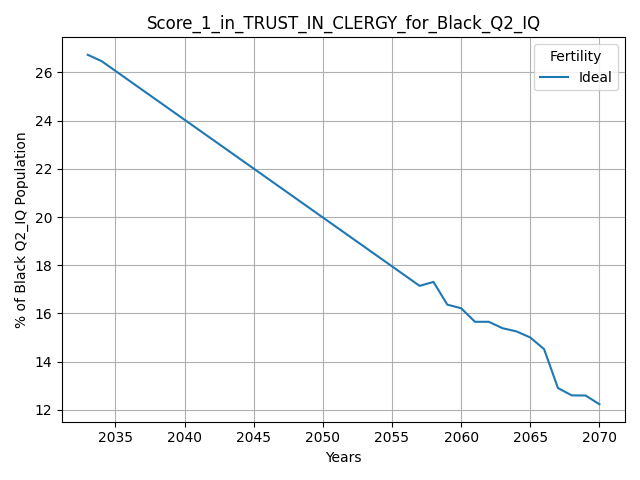 Score_1_in_TRUST_IN_CLERGY_for_Black_Q2_IQ
Fertility
Ideal
% of Black Q2_IQ Population
26
24
22
20
18
16
14
12
2035 2040 2045 2050 2055 2060 2065 2070
Years